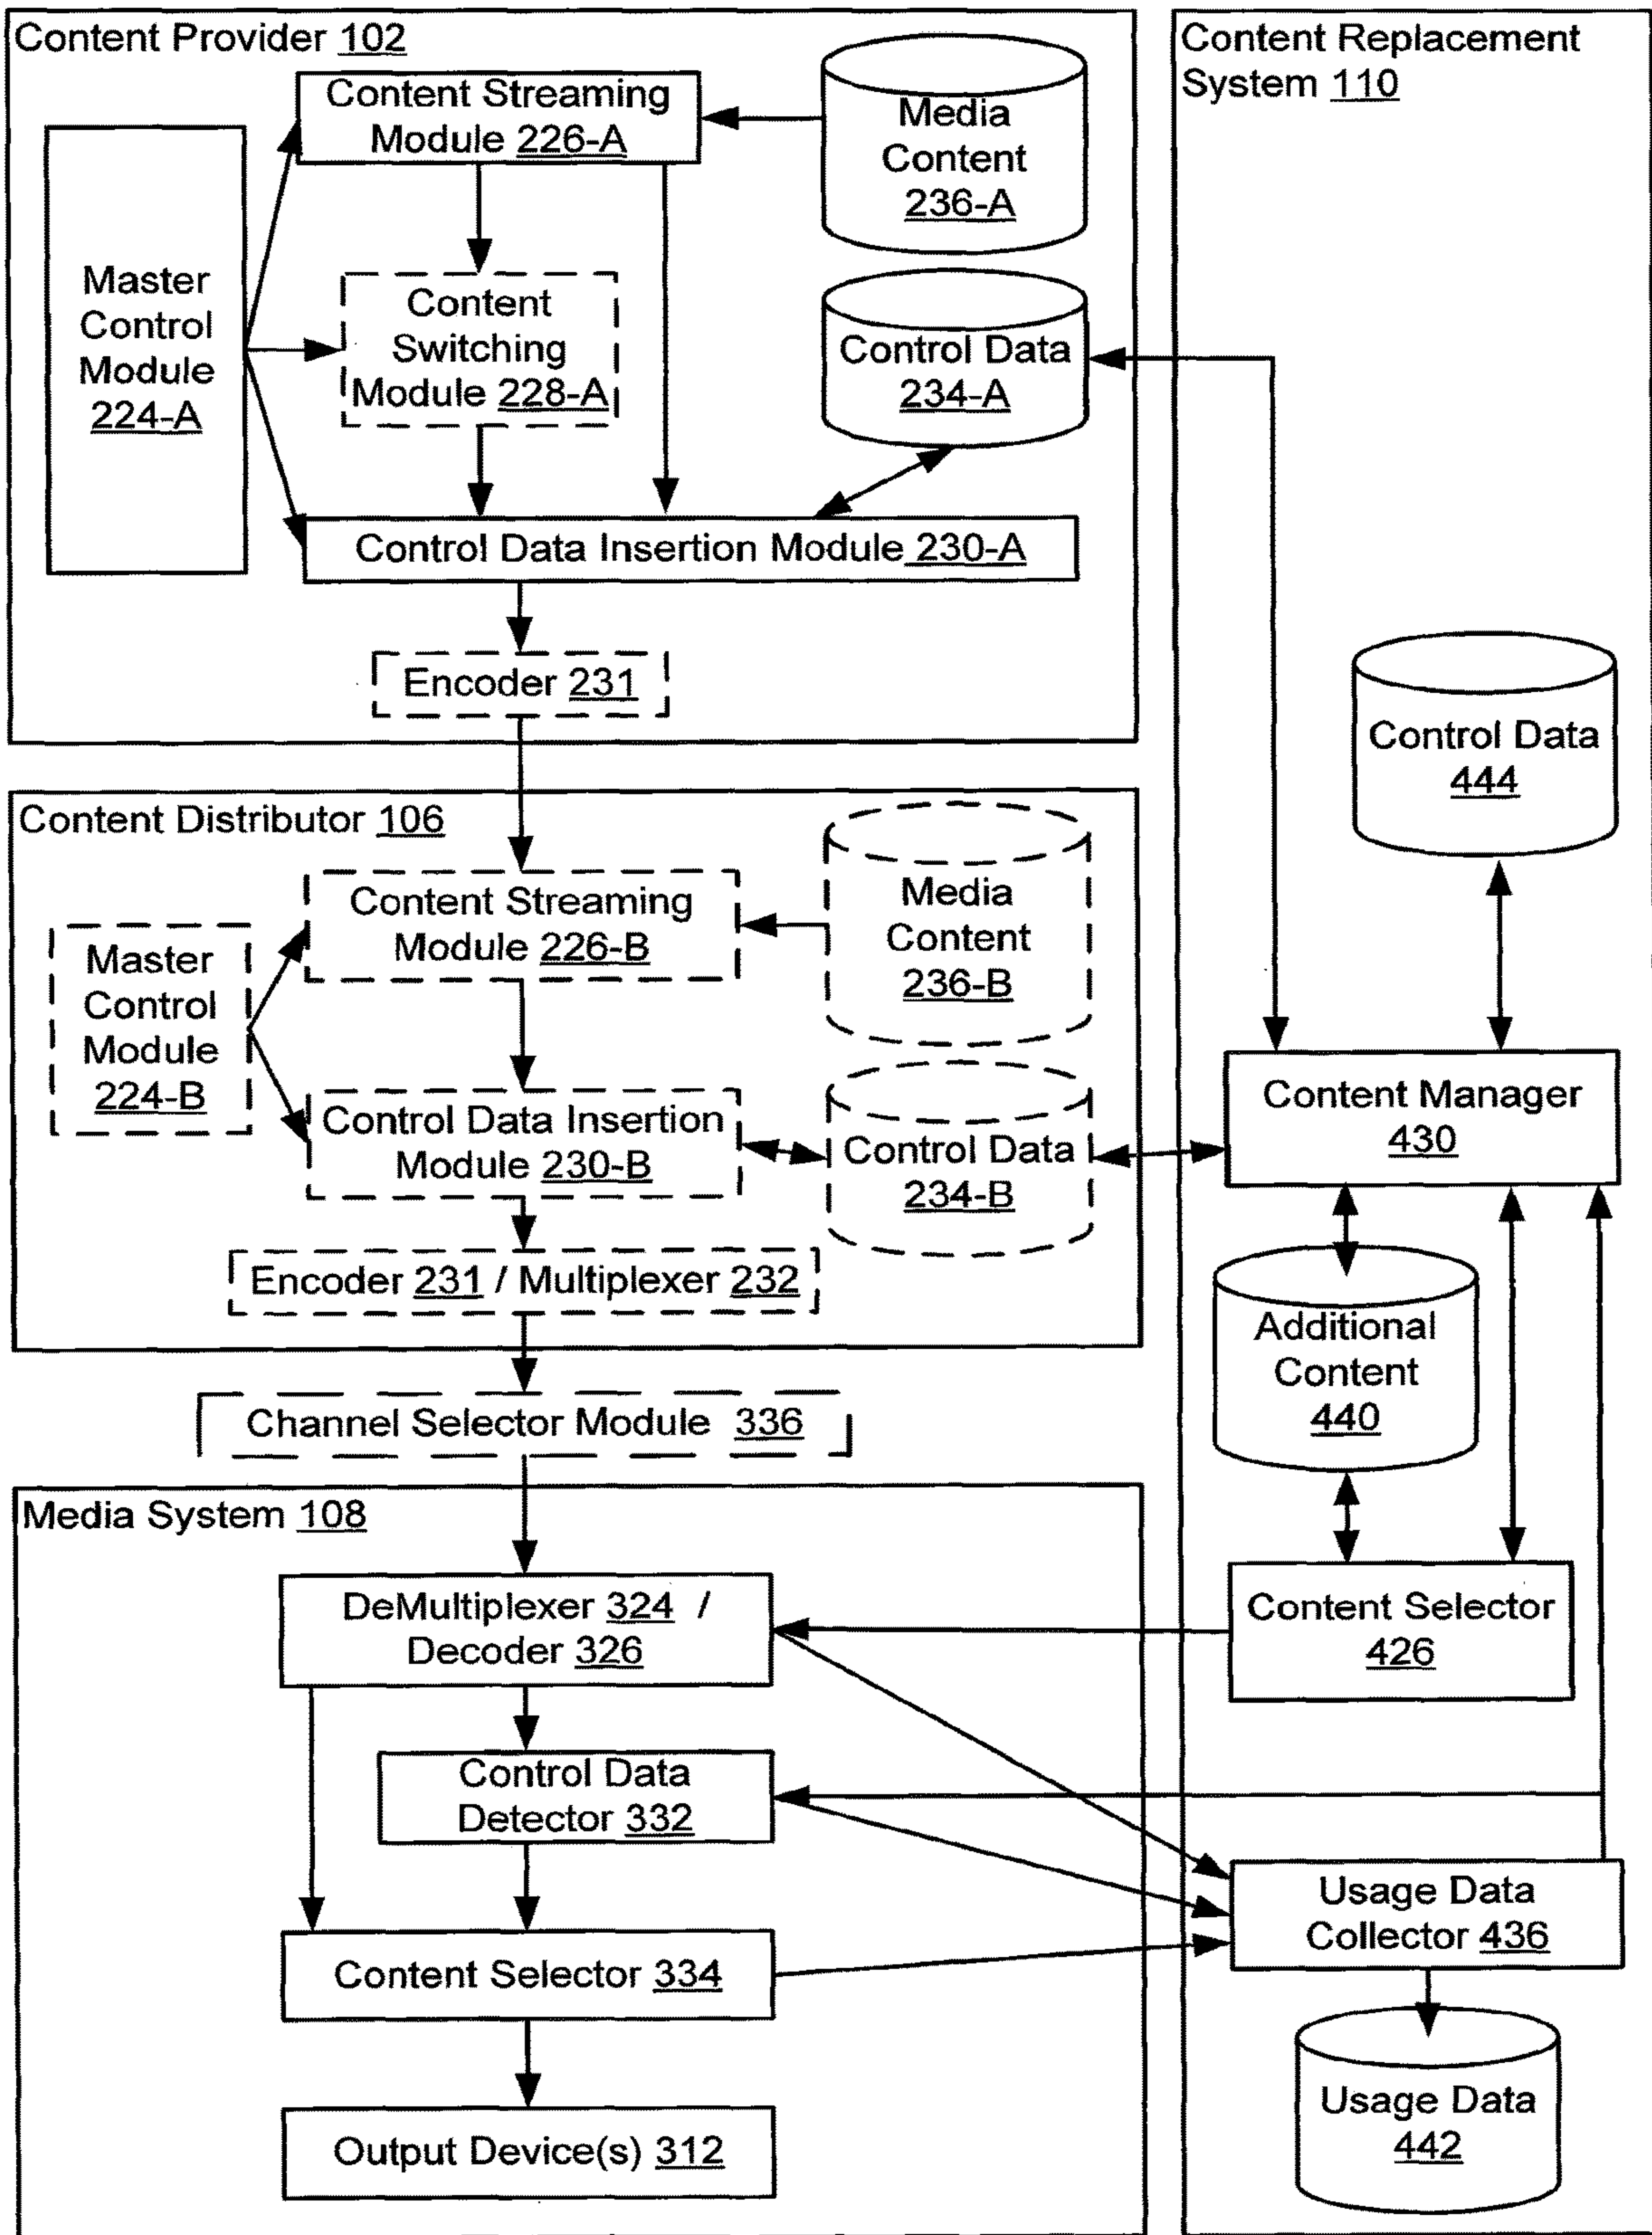 Content Provider 102
Content Streaming
Module 226-A
Media
Content
236-A
Master
Control
Module
224-A
Content
Switching
Module 228-A
Control Data
234-A
Control Data Insertion Module 230-A
Encoder 231
Content Distributor 106
Content Streaming
Module 226-B
Media
Content
236-B
Master
Control
Module
224-B
Control Data Insertion
Module 230-B
Control Data
234-B
Encoder 231 / Multiplexer 232
Channel Selector Module 336
Media System 108
DeMultiplexer 324 /
Decoder 326
Control Data
Detector 332
Content Selector 334
Output Device(s) 312
Content Replacement
System 110
Control Data
444
Content Manager
430
Additional
Content
440
Content Selector
426
Usage Data
Collector 436
Usage Data
442